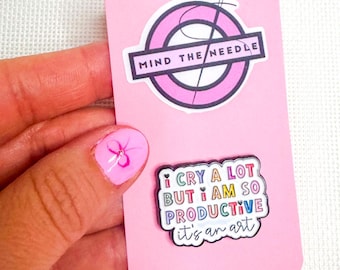 MIND THE NEEDLE
i CRY A LOT
BUT i AM SO
PRODUCTiVE
it's an art